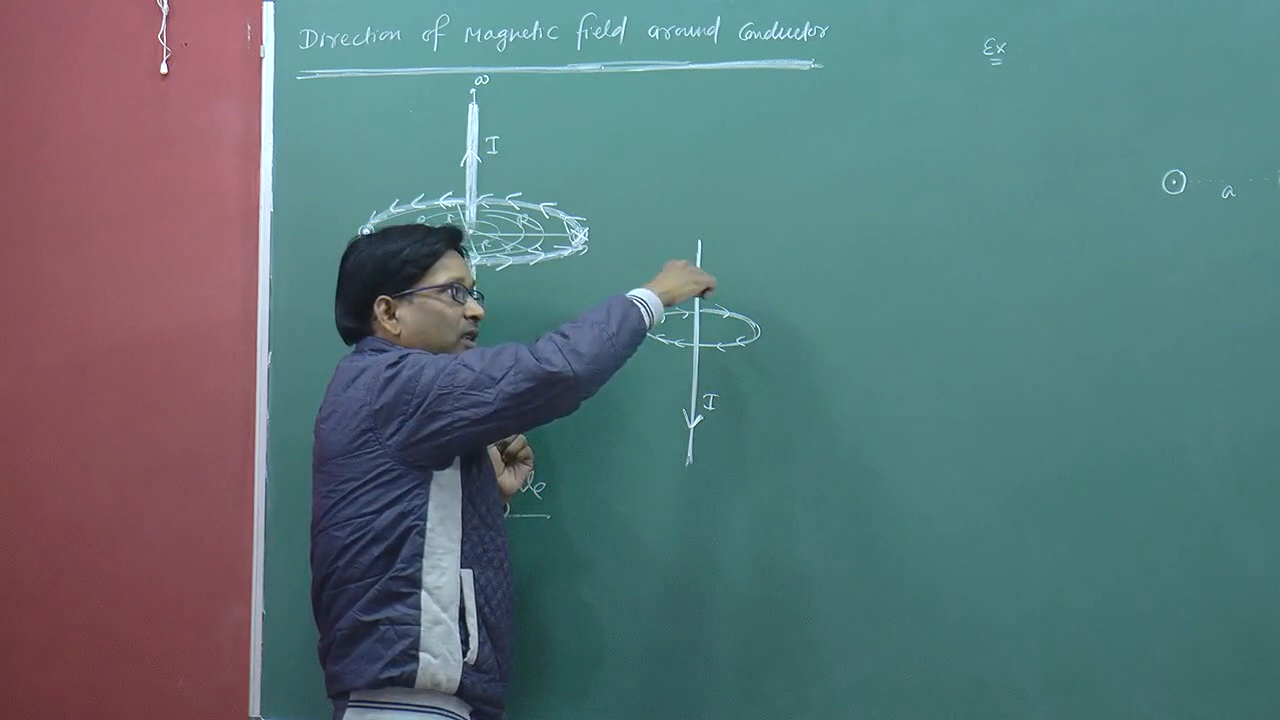 Direction of Magnetic field around Conductor
Ex
∞
I
a
I